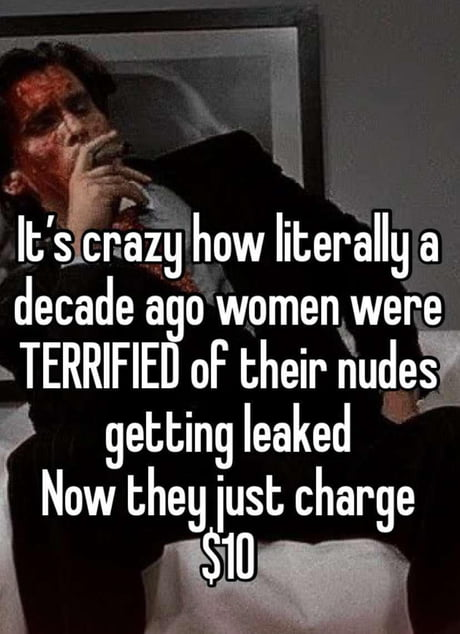 It's crazy how literally a
decade ago women were
TERRIFIED of their nudes
getting leaked
Now they just charge
$10